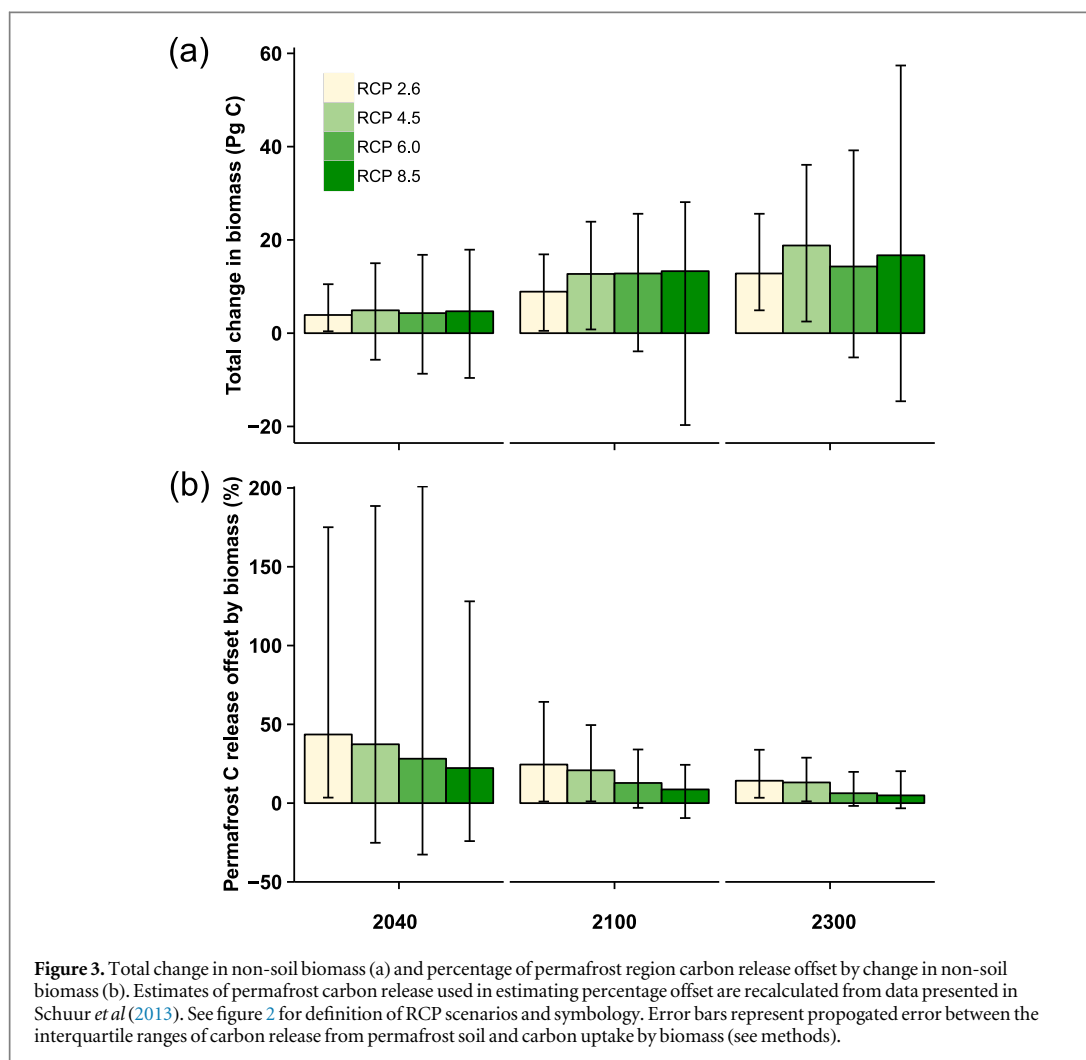 (a)
Total change in biomass (Pg C)
60
40
20
0
−20
RCP 2.6
RCP 4.5
RCP 6.0
RCP 8.5
(b)
Permafrost C release offset by biomass (%)
200
150
100
50
0
−50
2040 2100 2300
Figure 3. Total change in non-soil biomass (a) and percentage of permafrost region carbon release offset by change in non-soil
biomass (b). Estimates of permafrost carbon release used in estimating percentage offset are recalculated from data presented in
Schuur et al (2013). See figure 2 for definition of RCP scenarios and symbology. Error bars represent propogated error between the
interquartile ranges of carbon release from permafrost soil and carbon uptake by biomass (see methods).